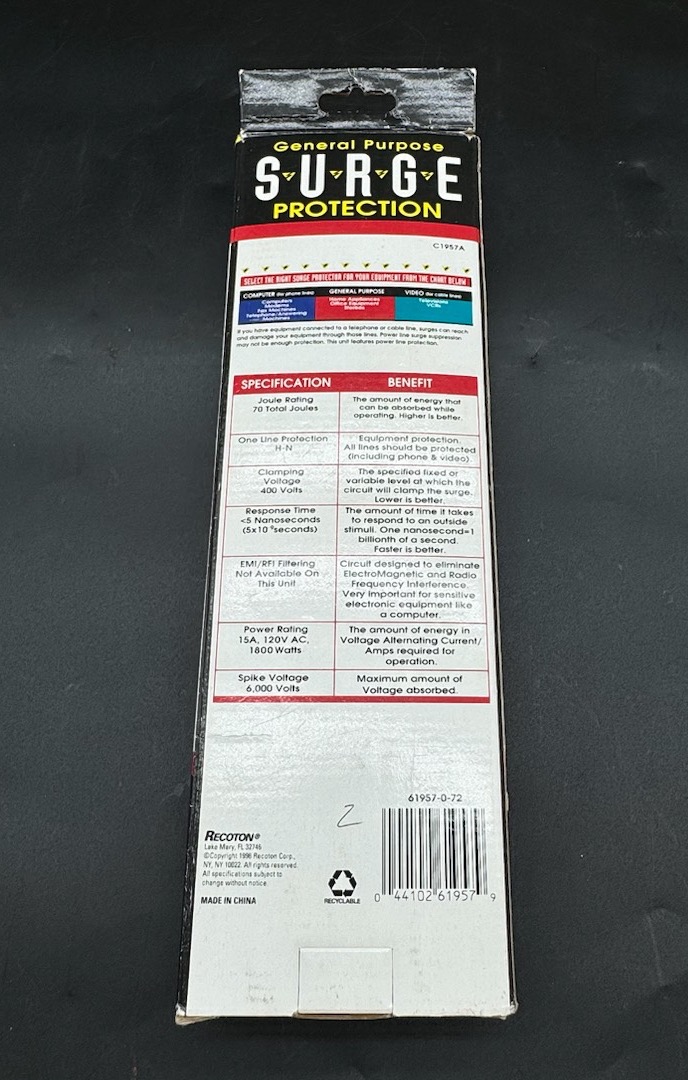 General Purpose
SURGE
PROTECTION
C1957A
SELECT THE RIGHT SURGE PROTECTOR FOR YOUR EQUIPMENT FROM THE CHART BELOW
COMPUTER (for phone lines)
Computers
Modems
Fax Machines
Telephone/Answering
Machines
GENERAL PURPOSE
Home Appliances
Office Equipment
Stereos
VIDEO (for cable lines)
Televisions
VCRs
If you have equipment connected to a telephone or cable line, surges can reach
and damage your equipment through those lines. Power line surge suppression
may not be enough protection. This unit features power line protection.
SPECIFICATION
BENEFIT
Joule Rating
70 Total Joules
The amount of energy that
can be absorbed while
operating. Higher is better.
One Line Protection
H-N
Equipment protection.
All lines should be protected
(including phone & video).
Clamping
Voltage
400 Volts
The specified fixed or
variable level at which the
circuit will clamp the surge.
Lower is better.
Response Time
<5 Nanoseconds
(5x10⁻⁹seconds)
The amount of time it takes
to respond to an outside
stimuli. One nanosecond=1
billionth of a second.
Faster is better.
EMI/RFI Filtering
Not Available On
This Unit
Circuit designed to eliminate
ElectroMagnetic and Radio
Frequency Interference.
Very important for sensitive
electronic equipment like
a computer.
Power Rating
15A, 120V AC,
1800 Watts
The amount of energy in
Voltage Alternating Current/
Amps required for
operation.
Spike Voltage
6,000 Volts
Maximum amount of
Voltage absorbed.
2
RECOTON®
Lake Mary, FL 32746
©Copyright 1996 Recoton Corp.,
NY, NY 10022. All rights reserved.
All specifications subject to
change without notice.
MADE IN CHINA
RECYCLABLE
61957-0-72
0 44102 61957 9